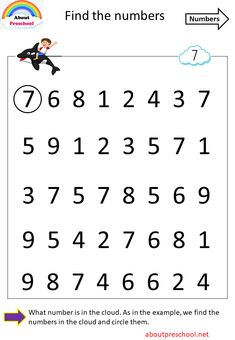 About
Preschool
Find the numbers
Numbers
7
7 6 8 1 2 4 3 7
5 9 1 2 3 5 7 1
3 7 5 7 8 5 6 9
9 5 4 2 7 6 8 1
9 8 7 4 6 6 2 4
What number is in the cloud. As in the example, we find the
numbers in the cloud and circle them.
aboutpreschool.net